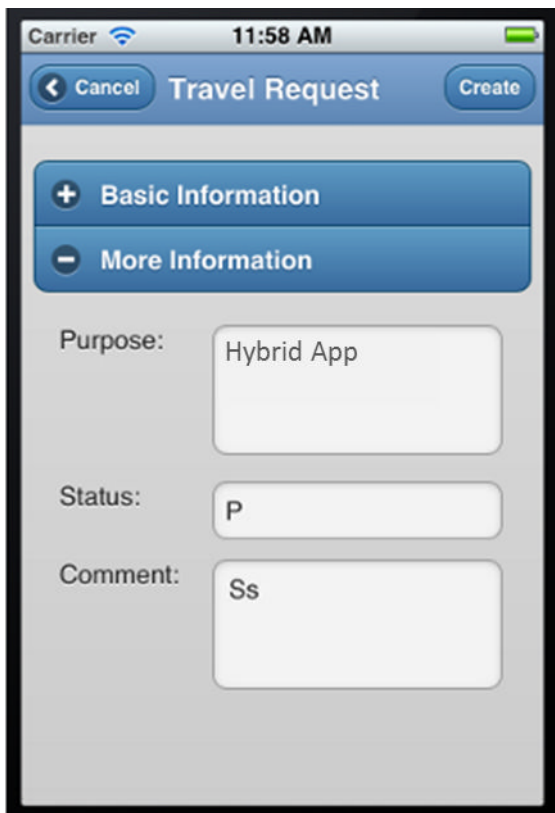 Carrier 11:58 AM
Cancel Travel Request Create
Basic Information
More Information
Purpose: Hybrid App
Status: P
Comment: Ss